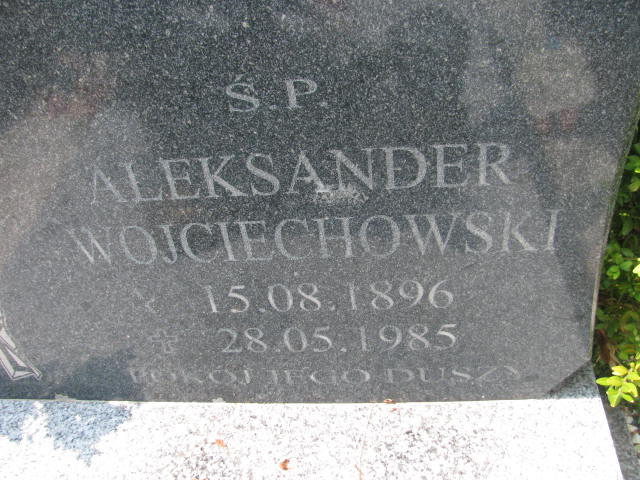 Ś.P.
ALEKSANDER
WOJCIECHOWSKI
15.08.1896
28.05.1985
POKÓJ JEGO DUSZY